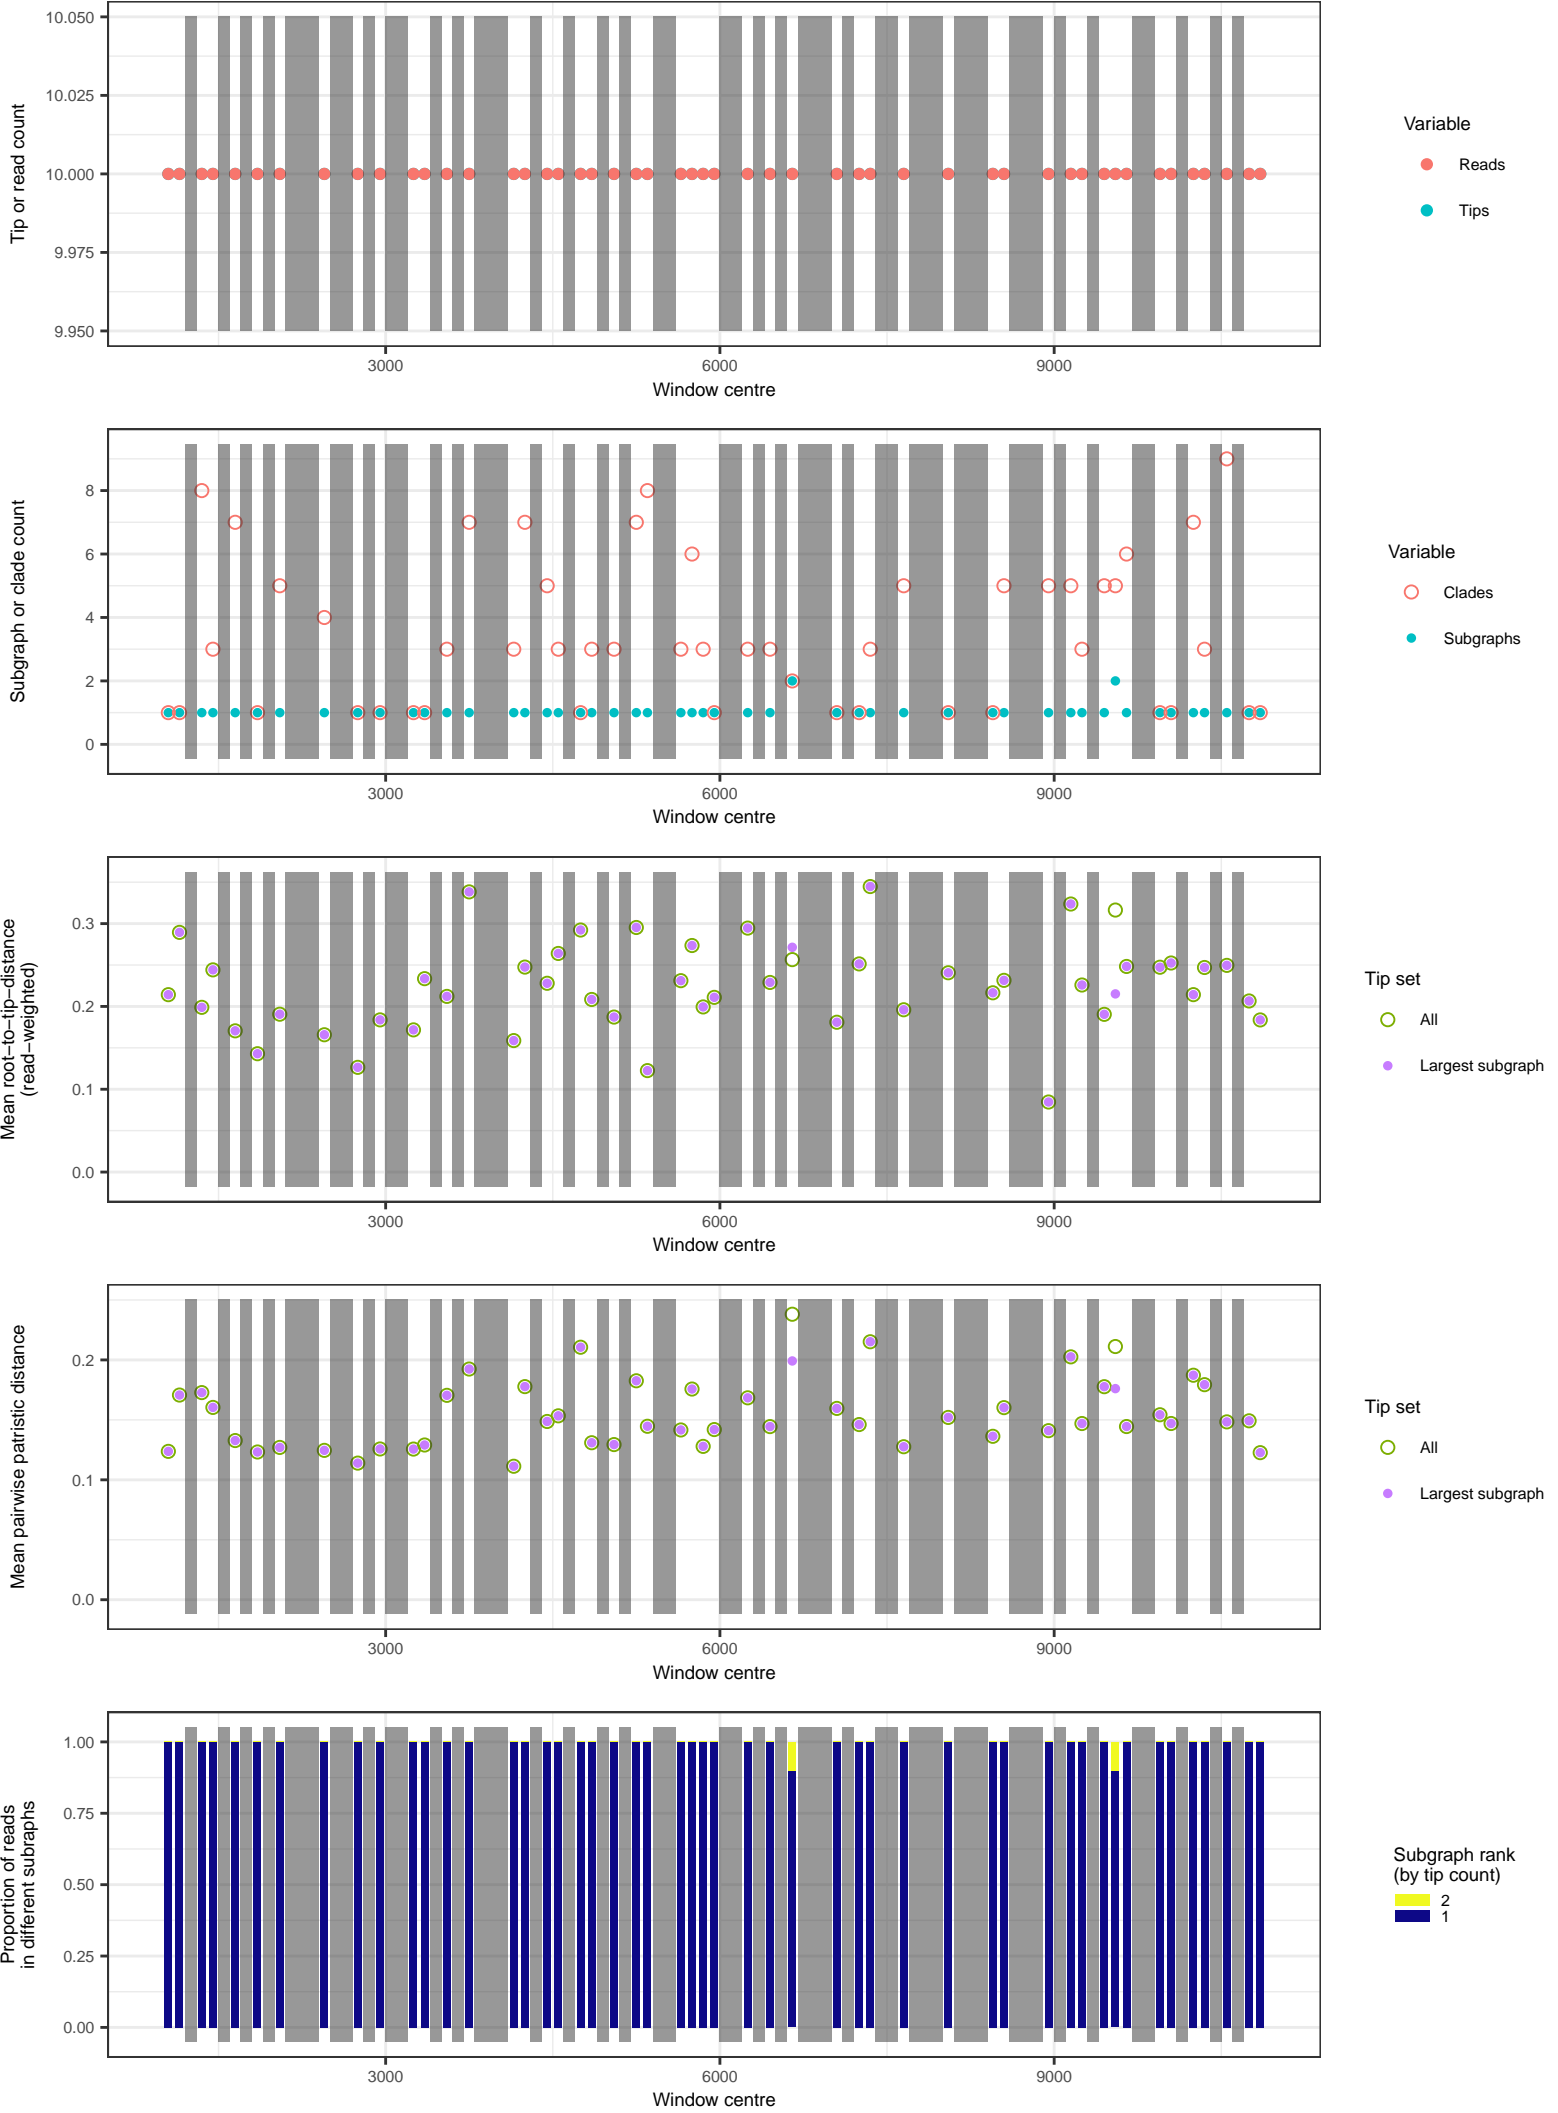 10.050
10.025
10.000
9.975
9.950
Tip or read count
3000
6000
9000
Window centre
Variable
Reads
Tips
8
6
4
2
0
Subgraph or clade count
3000
6000
9000
Window centre
Variable
Clades
Subgraphs
0.3
0.2
0.1
0.0
Mean root−to−tip−distance
(read−weighted)
3000
6000
9000
Window centre
Tip set
All
Largest subgraph
0.2
0.1
0.0
Mean pairwise patristic distance
3000
6000
9000
Window centre
Tip set
All
Largest subgraph
1.00
0.75
0.50
0.25
0.00
Proportion of reads
in different subraphs
3000
6000
9000
Window centre
Subgraph rank
(by tip count)
2
1